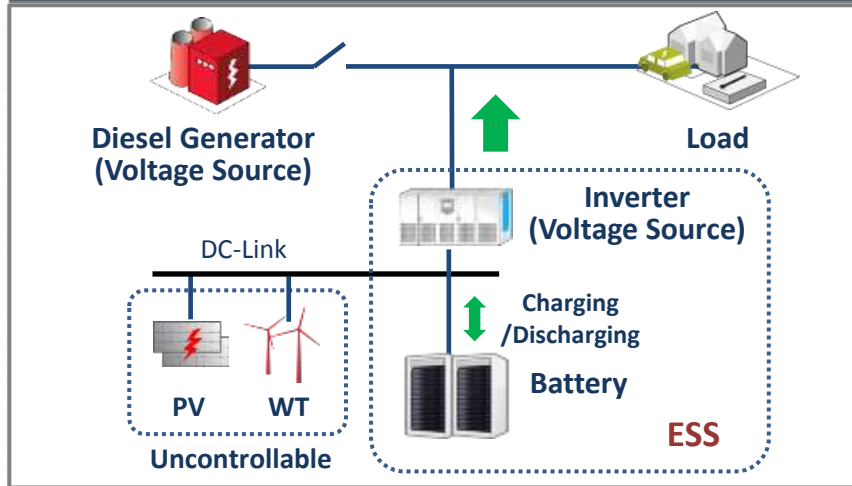 Diesel Generator
(Voltage Source)
Load
Inverter
(Voltage Source)
DC-Link
Charging
/Discharging
PV
WT
Battery
ESS
Uncontrollable